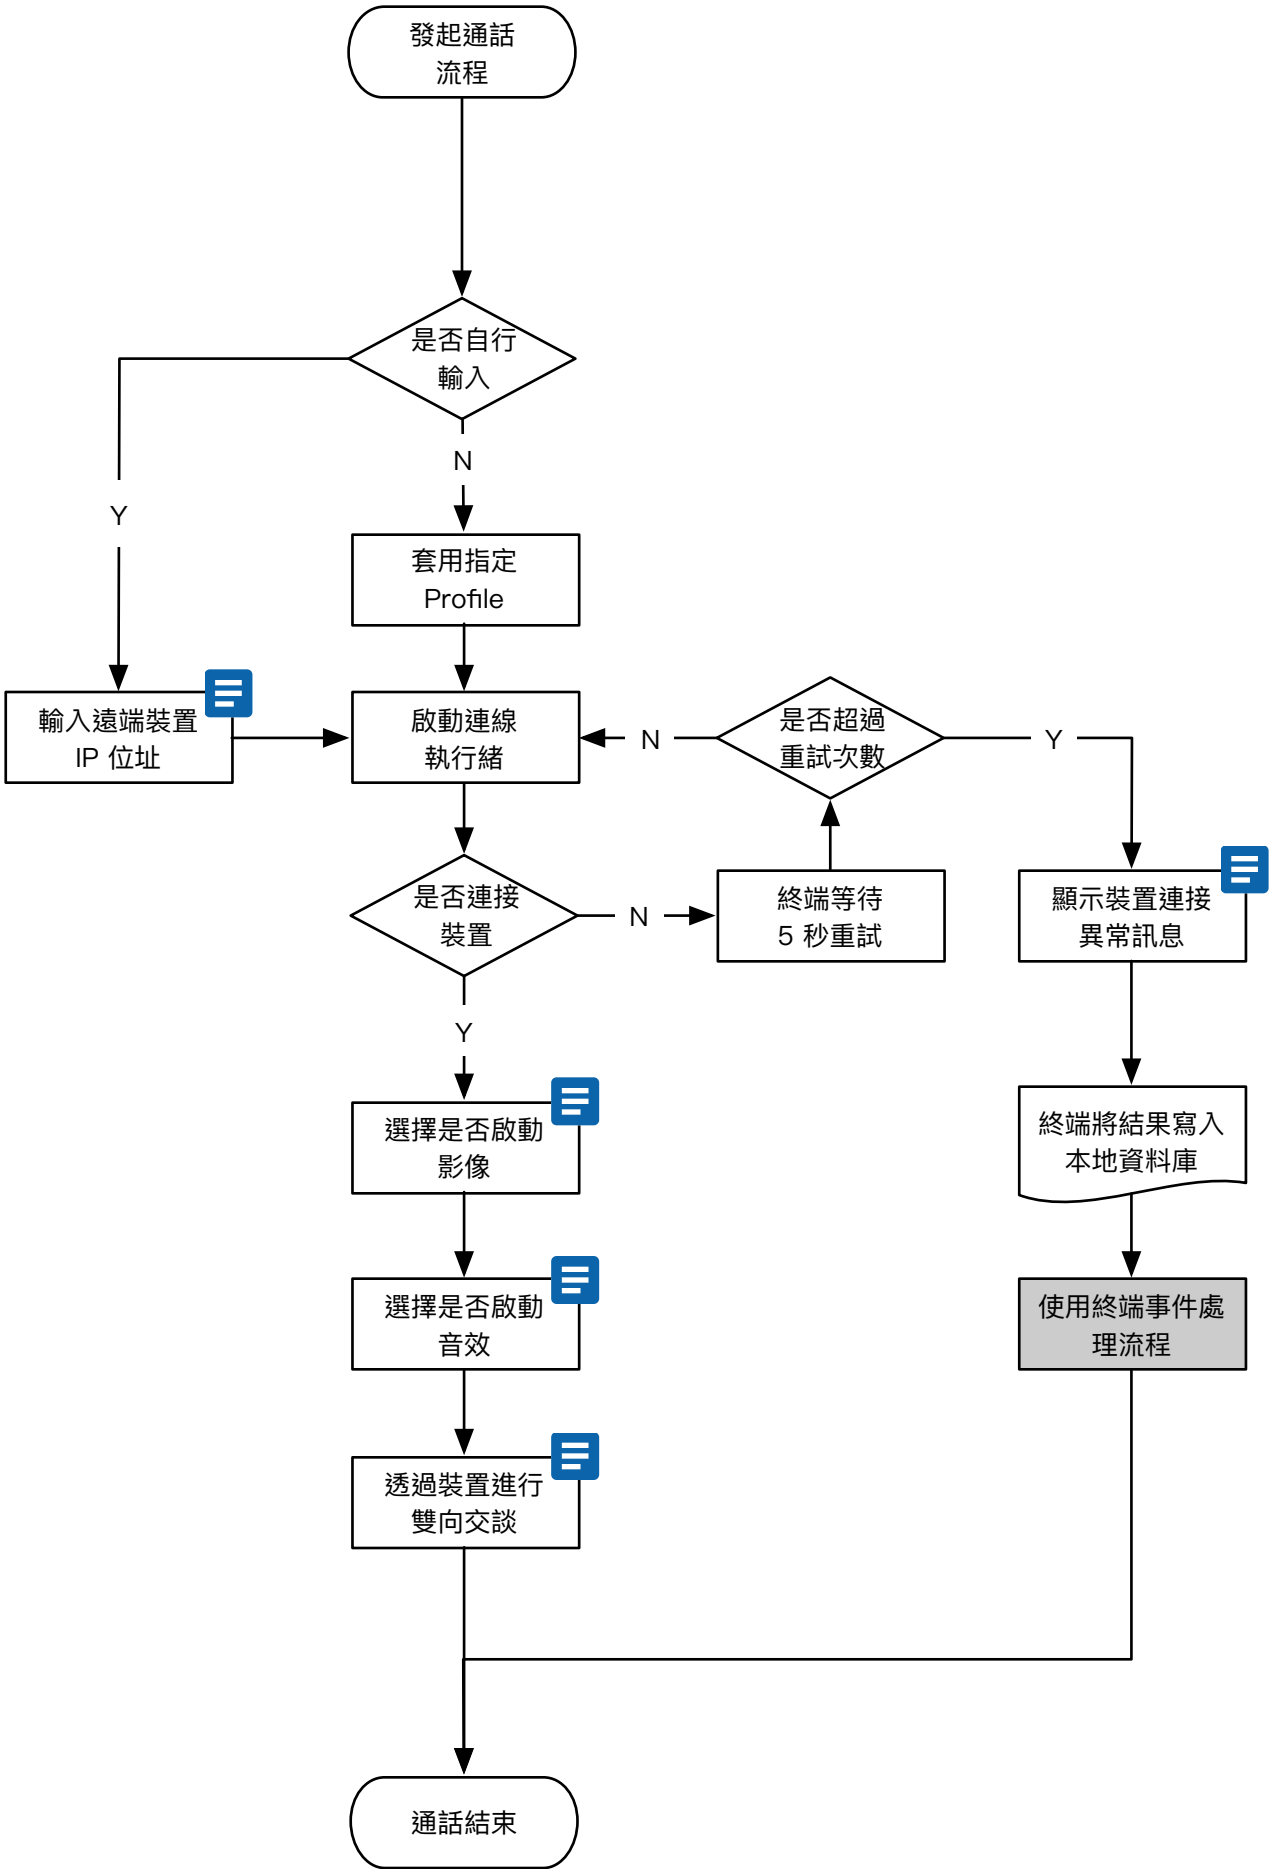 發起通話
流程
是否自行
輸入
N
Y
套用指定
Profile
輸入遠端裝置
IP 位址
啟動連線
執行緒
N
是否超過
重試次數
Y
是否連接
裝置
N
終端等待
5 秒重試
顯示裝置連接
異常訊息
Y
選擇是否啟動
影像
終端將結果寫入
本地資料庫
選擇是否啟動
音效
使用終端事件處
理流程
透過裝置進行
雙向交談
通話結束